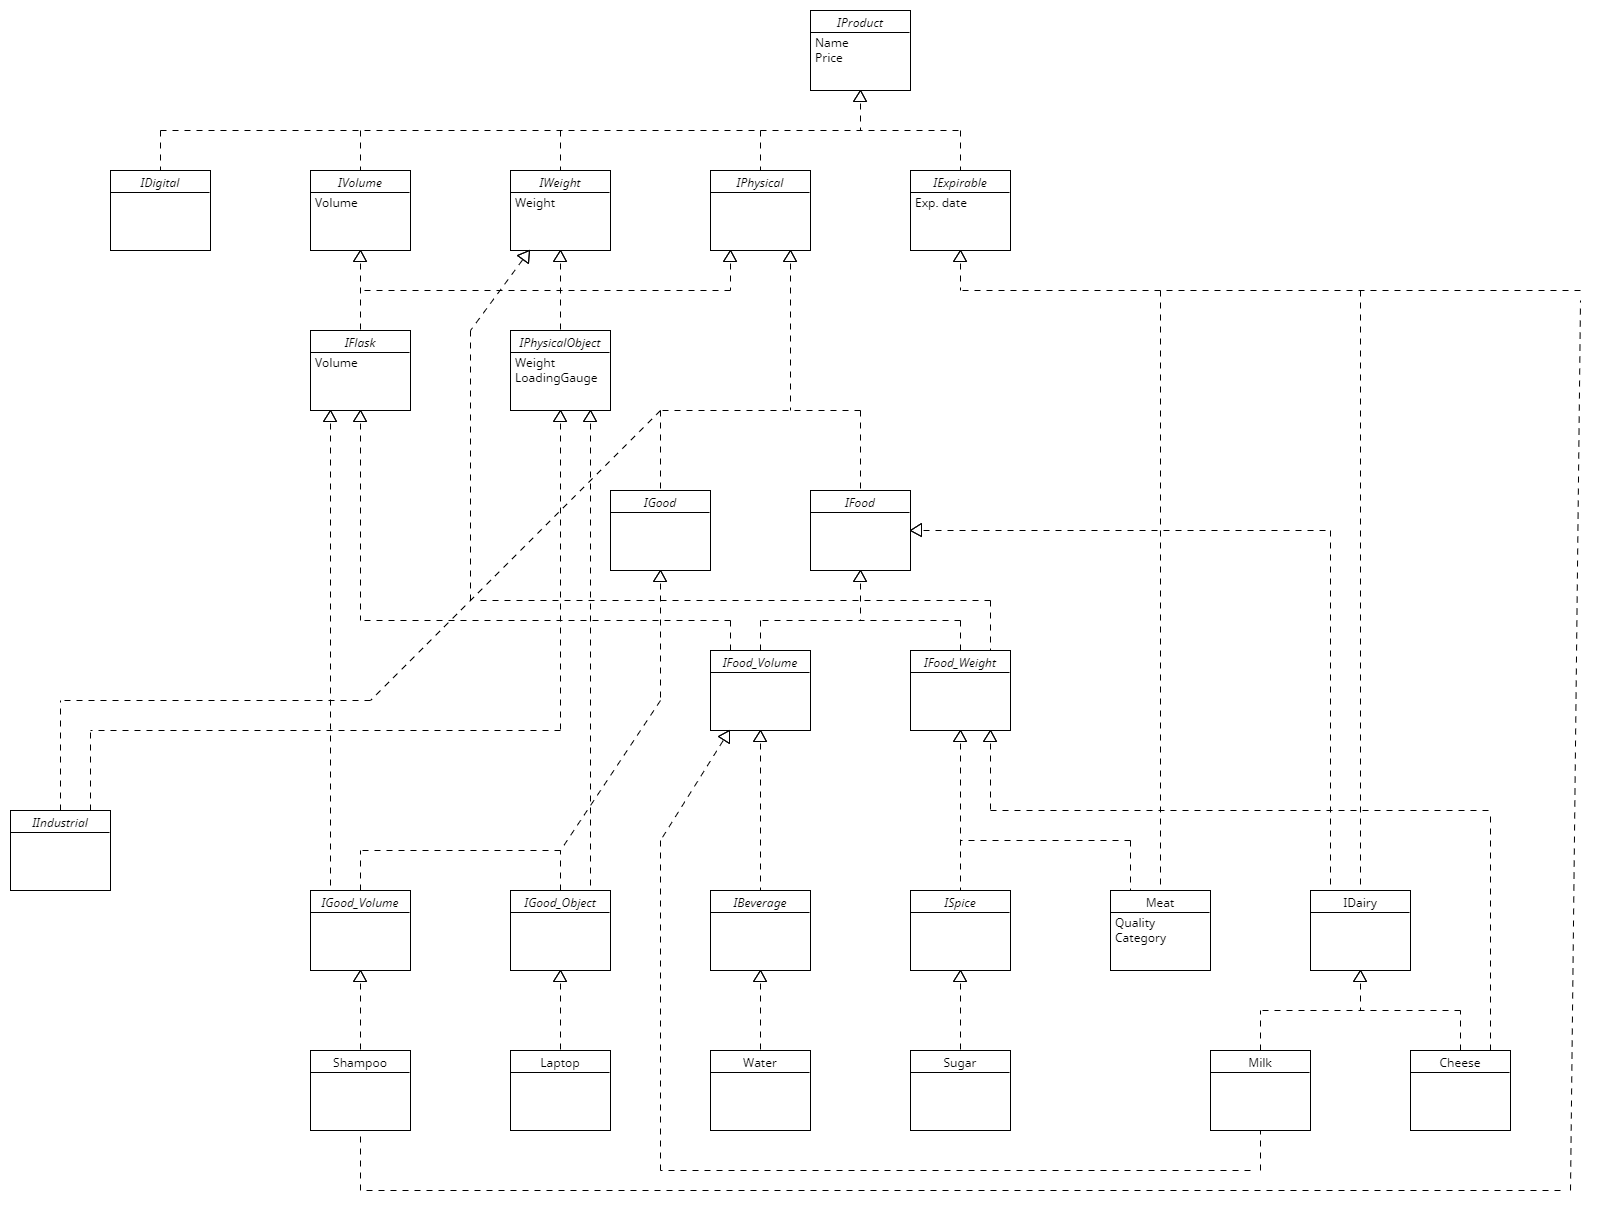 IProduct
Name
Price
IDigital
IVolume
Volume
IWeight
Weight
IPhysical
IExpirable
Exp. date
IFlask
Volume
IPhysicalObject
Weight
LoadingGauge
IGood
IFood
IFood_Volume
IFood_Weight
IIndustrial
IGood_Volume
IGood_Object
IBeverage
ISpice
Meat
Quality
Category
IDairy
Shampoo
Laptop
Water
Sugar
Milk
Cheese